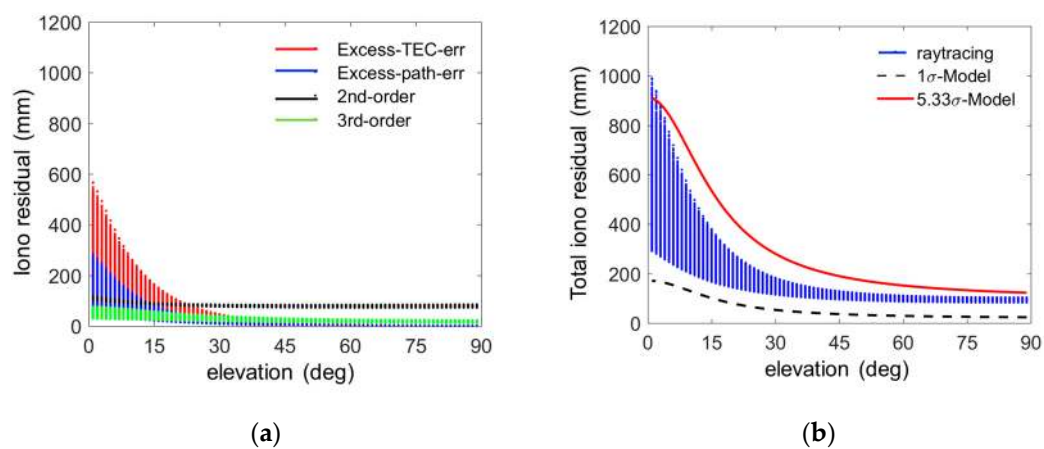 1200
1000
800
600
400
200
0
Iono residual (mm)
Excess-TEC-err
Excess-path-err
2nd-order
3rd-order
0 15 30 45 60 75 90
elevation (deg)
(a)
1200
1000
800
600
400
200
0
Total iono residual (mm)
raytracing
1σ-Model
5.33σ-Model
0 15 30 45 60 75 90
elevation (deg)
(b)